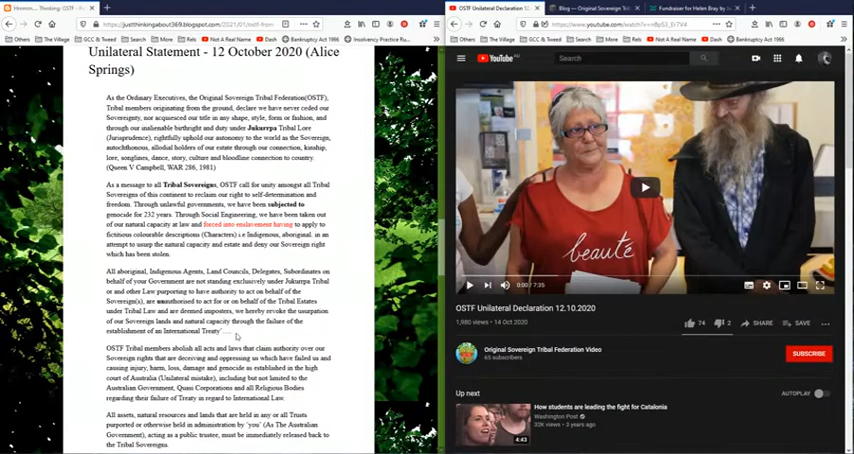 Hmmm... Thinking: OSTF - F
https://justthinkingabout369.blogspot.com/2021/01/ostf-from
Others The Village GCC & Tender Search More Rels Not A Real Name Dash Bankruptcy Act 1966 Insolvency Practice Ru
Unilateral Statement - 12 October 2020 (Alice
Springs)
As the Ordinary Executives, the Original Sovereign Tribal Federation(OSTF),
Tribal members originating from the ground, declare we have never ceded our
Sovereignty, nor acquiesced our title in any shape, style, form or fashion, and
through our inalienable birthright and duty under Jukurrpa Tribal Lore
(Jurisprudence), rightfully uphold our autonomy to the world as the Sovereign,
autochthonous, allodial holders of our estate through our connection, kinship,
lore, songlines, dance, story, culture and bloodline connection to country.
(Queen V Campbell, WAR 286, 1981)
As a message to all Tribal Sovereigns, OSTF call for unity amongst all Tribal
Sovereigns of this continent to reclaim our right to self-determination and
freedom. Through unlawful governments, we have been subjected to
genocide for 232 years. Through Social Engineering, we have been taken out
of our natural capacity at law and forced into enslavement having to apply to
fictitious colourable descriptions (Characters) i.e Indigenous, aboriginal. in an
attempt to usurp the natural capacity and estate and deny our Sovereign right
which has been stolen.
All aboriginal, Indigenous Agents, Land Councils, Delegates, Subordinates on
behalf of your Government are not standing exclusively under Jukurrpa Tribal
or and other Law purporting to have authority to act on behalf of the
Sovereign(s), are unauthorised to act for or on behalf of the Tribal Estates
under Tribal Law and are deemed imposters, we hereby revoke the usurpation
of our Sovereign lands and natural capacity through the failure of the
establishment of an International Treaty' ....
OSTF Tribal members abolish all acts and laws that claim authority over our
Sovereign rights that are deceiving and oppressing us which have failed us and
causing injury, harm, loss, damage and genocide as established in the high
court of Australia (Unilateral mistake), including but not limited to the
Australian Government, Quasi Corporations and all Religious Bodies
regarding their failure of Treaty in regard to International Law.
All assets, natural resources and lands that are held in any or all Trusts
purported or otherwise held in administration by 'you' (As The Australian
Government), acting as a public trustee, must be immediately released back to
the Tribal Sovereigns.
OSTF Unilateral Declaration 12.10 Blog — Original Sovereign Tribal Fundraiser for Helen Bray by
Others The Village GCC & Tender Search More Rels Not A Real Name Dash Bankruptcy Act 1966
YouTube
Search
beauté
0:00 / 7:35
OSTF Unilateral Declaration 12.10.2020
1,980 views • 14 Oct 2020
74 2 SHARE SAVE
Original Sovereign Tribal Federation Video
65 subscribers
SUBSCRIBE
Up next
AUTOPLAY
How students are leading the fight for Catalonia
Washington Post
32K views • 3 years ago
4:43